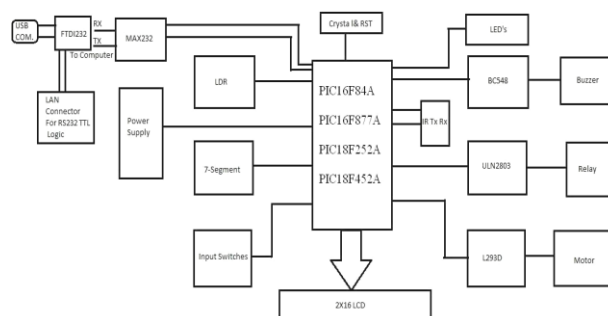 USB
COM.
FTDI232
RX
TX
To Computer
MAX232
LAN
Connector
For RS232 TTL
Logic
Power
Supply
LDR
7-Segment
Input Switches
Crysta l& RST
PIC16F84A
PIC16F877A
PIC18F252A
PIC18F452A
2X16 LCD
LED's
BC548
Buzzer
IR Tx Rx
ULN2803
Relay
L293D
Motor